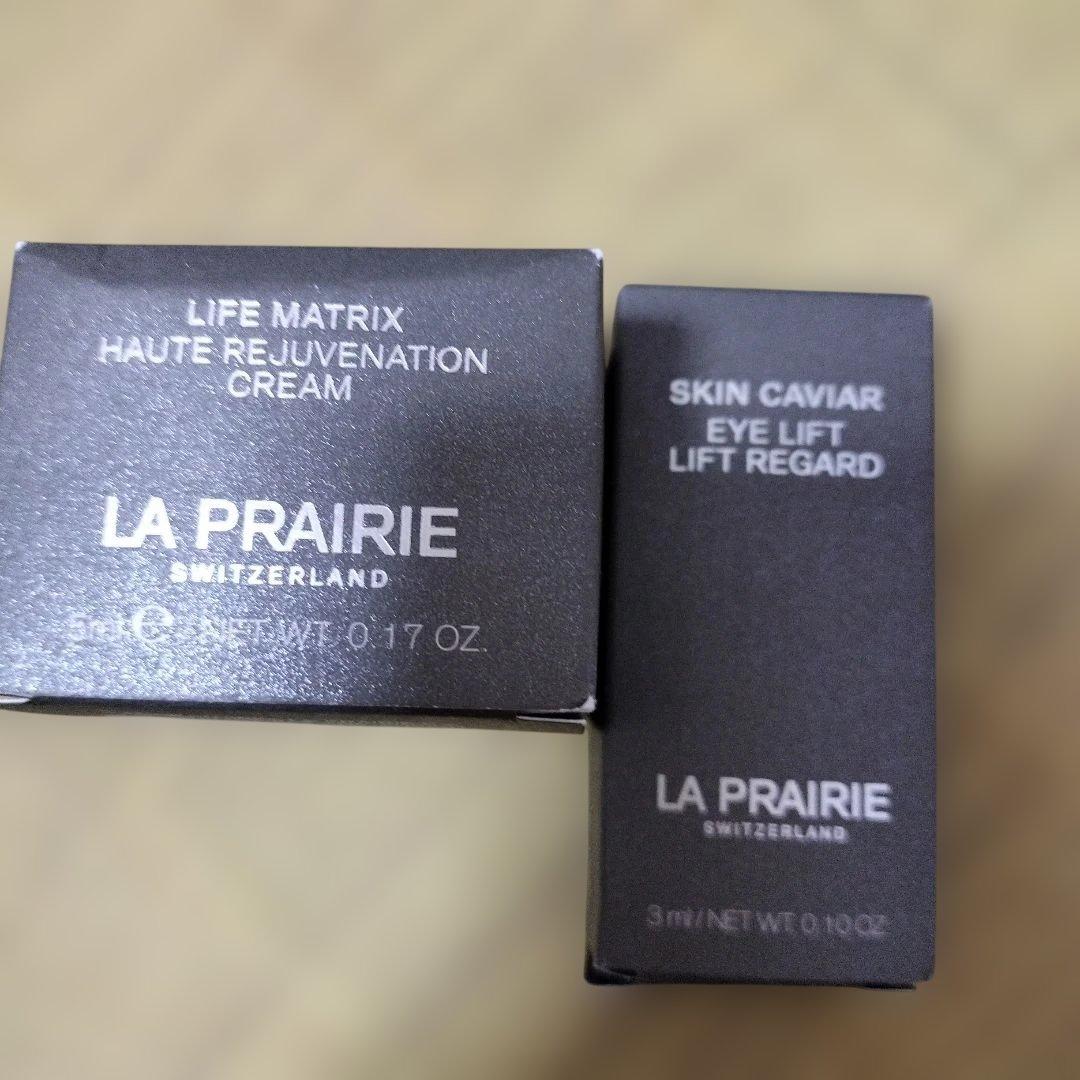 LIFE MATRIX
HAUTE REJUVENATION
CREAM
LA PRAIRIE
SWITZERLAND
5ml ℮ NET WT. 0.17 OZ.
SKIN CAVIAR
EYE LIFT
LIFT REGARD
LA PRAIRIE
SWITZERLAND
3 ml / NET WT. 0.10 OZ